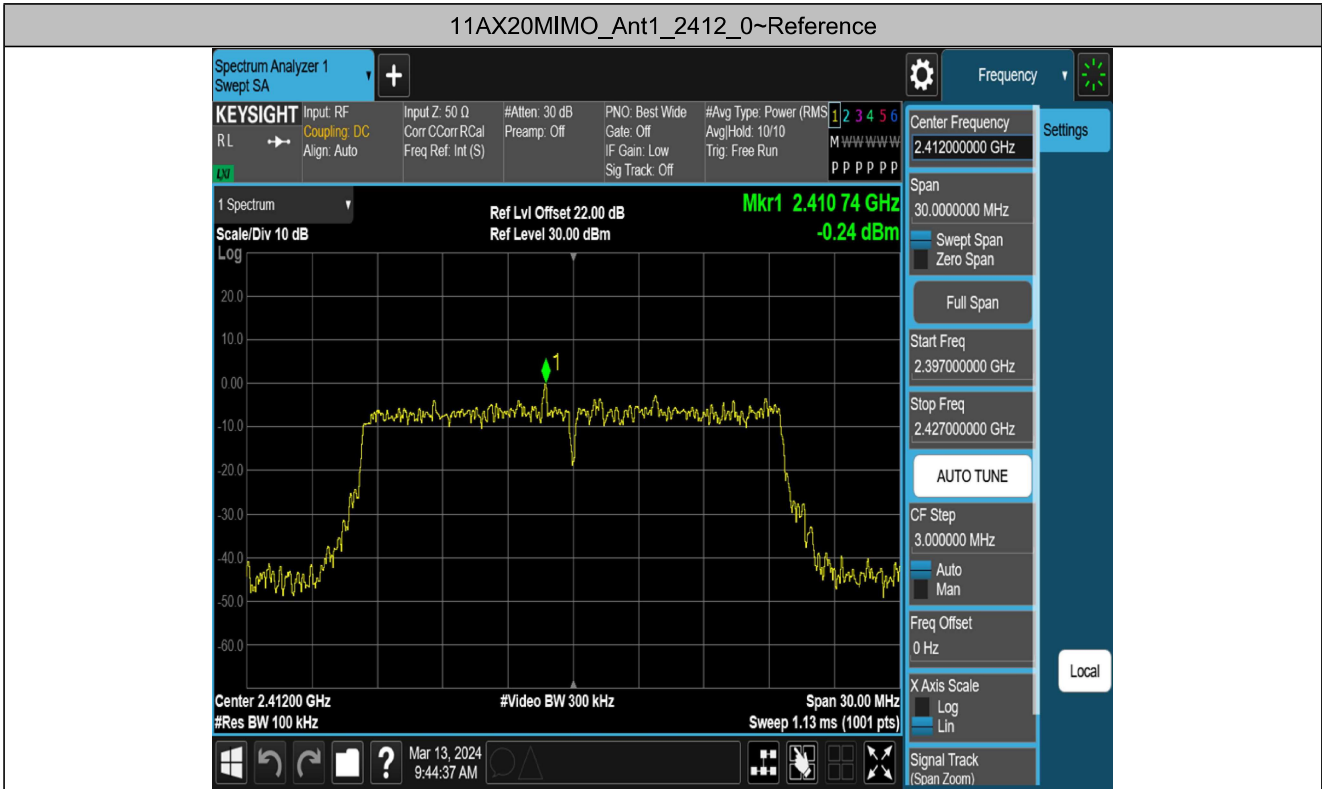 11AX20MIMO_Ant1_2412_0~Reference
Spectrum Analyzer 1
Swept SA
+
Frequency
KEYSIGHT
RL
LXI
Input: RF
Coupling: DC
Align: Auto
Input Z: 50 Ω
Corr CCorr RCal
Freq Ref: Int (S)
#Atten: 30 dB
Preamp: Off
PNO: Best Wide
Gate: Off
IF Gain: Low
Sig Track: Off
#Avg Type: Power (RMS
Avg|Hold: 10/10
Trig: Free Run
1 2 3 4 5 6
M W W W W W
P P P P P P
1 Spectrum
Scale/Div 10 dB
Log
Ref Lvl Offset 22.00 dB
Ref Level 30.00 dBm
Mkr1 2.410 74 GHz
-0.24 dBm
20.0
10.0
0.00
-10.0
-20.0
-30.0
-40.0
-50.0
-60.0
1
Center 2.41200 GHz
#Res BW 100 kHz
#Video BW 300 kHz
Span 30.00 MHz
Sweep 1.13 ms (1001 pts)
Center Frequency
2.412000000 GHz
Settings
Span
30.0000000 MHz
Swept Span
Zero Span
Full Span
Start Freq
2.397000000 GHz
Stop Freq
2.427000000 GHz
AUTO TUNE
CF Step
3.000000 MHz
Auto
Man
Freq Offset
0 Hz
X Axis Scale
Log
Lin
Local
Signal Track
(Span Zoom)
?
Mar 13, 2024
9:44:37 AM